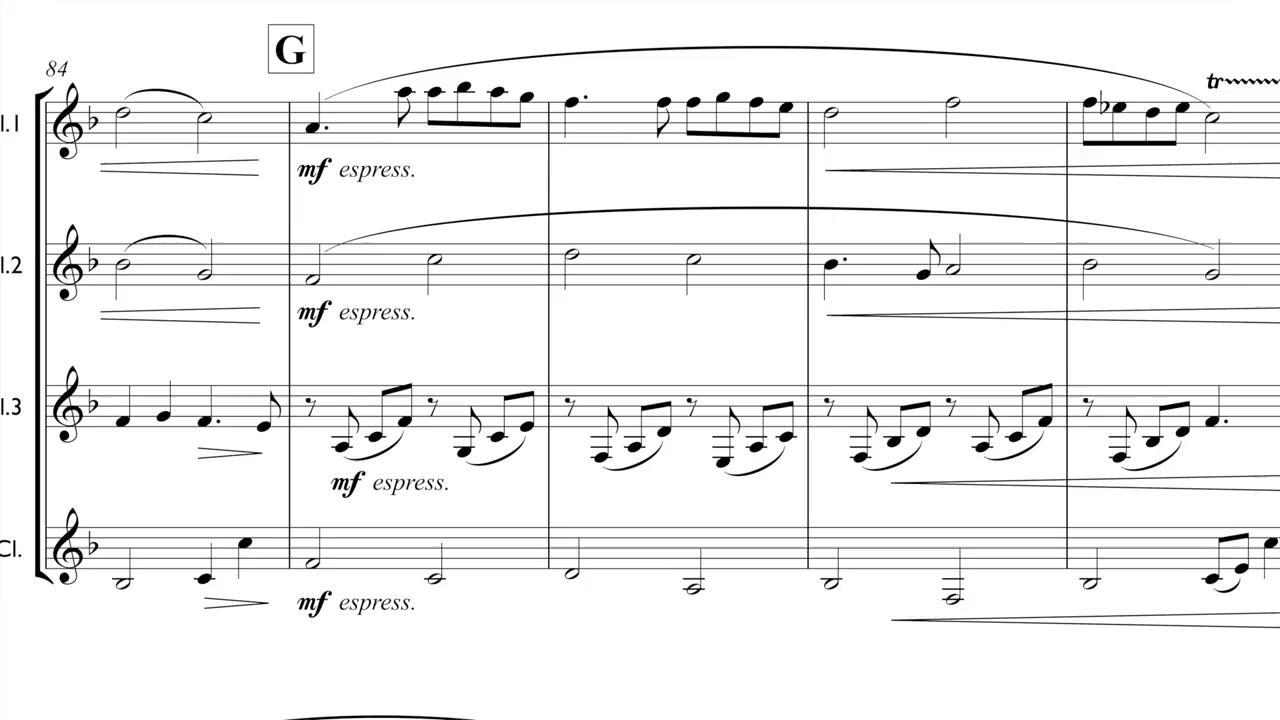 G
84
tr
l.1
mf espress.
l.2
mf espress.
l.3
mf espress.
Cl.
mf espress.